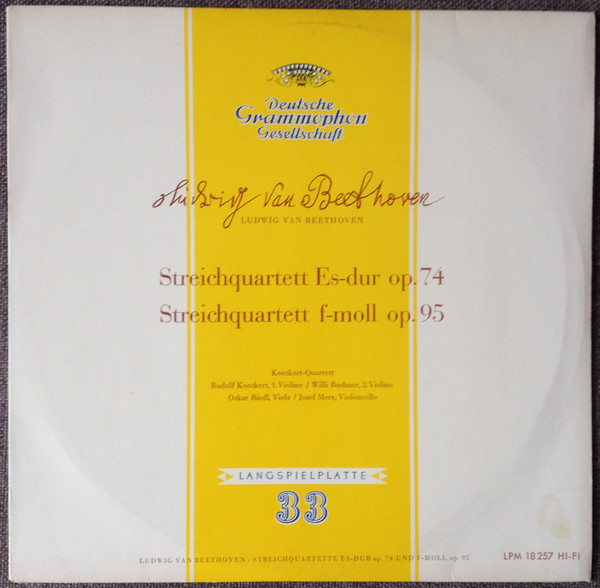 Deutsche
Grammophon
Gesellschaft
Ludwig van Beethoven
LUDWIG VAN BEETHOVEN
Streichquartett Es-dur op. 74
Streichquartett f-moll op. 95
Koeckert-Quartett
Rudolf Koeckert, 1. Violine / Willi Buchner, 2. Violine
Oskar Riedl, Viola / Josef Merz, Violoncello
LANGSPIELPLATTE
33
LUDWIG VAN BEETHOVEN · STREICHQUARTETTE ES-DUR op. 74 UND F-MOLL op. 95
LPM 18 257 HI-FI